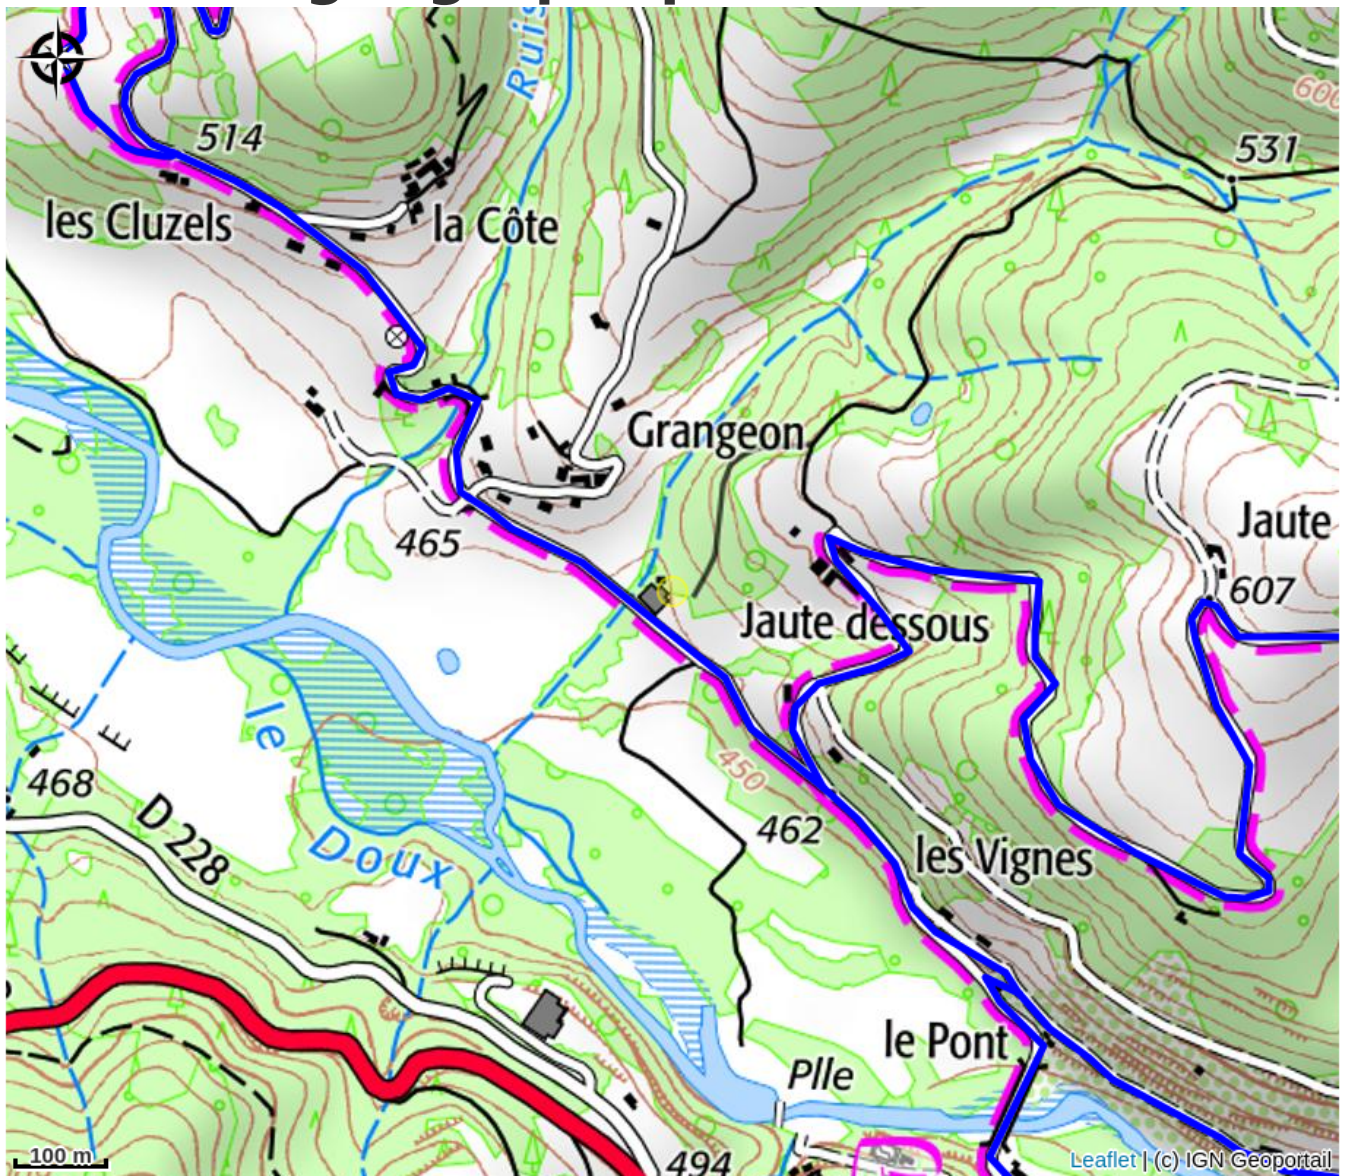 Ruis
514
600
531
les Cluzels
la Côte
Grangeon
465
Jaute
607
Jaute dessous
le
450
468
D 228
Doux
462
les Vignes
le Pont
Plle
494
100 m
Leaflet | (c) IGN Geoportail